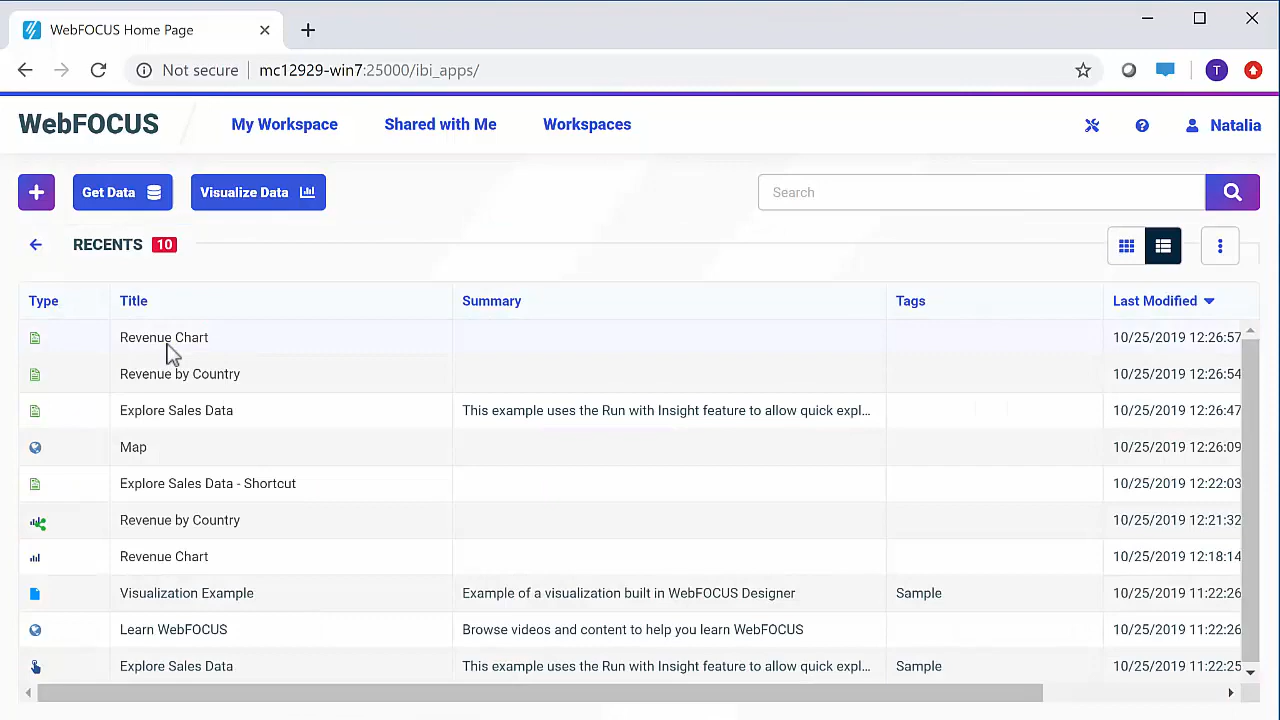 WebFOCUS Home Page
Not secure mc12929-win7:25000/ibi_apps/ T
WebFOCUS My Workspace Shared with Me Workspaces Natalia
Get Data Visualize Data Search
RECENTS 10
Type Title Summary Tags Last Modified
Revenue Chart 10/25/2019 12:26:57
Revenue by Country 10/25/2019 12:26:54
Explore Sales Data This example uses the Run with Insight feature to allow quick expl... 10/25/2019 12:26:47
Map 10/25/2019 12:26:09
Explore Sales Data - Shortcut 10/25/2019 12:22:03
Revenue by Country 10/25/2019 12:21:32
Revenue Chart 10/25/2019 12:18:14
Visualization Example Example of a visualization built in WebFOCUS Designer Sample 10/25/2019 11:22:26
Learn WebFOCUS Browse videos and content to help you learn WebFOCUS 10/25/2019 11:22:26
Explore Sales Data This example uses the Run with Insight feature to allow quick expl... Sample 10/25/2019 11:22:25